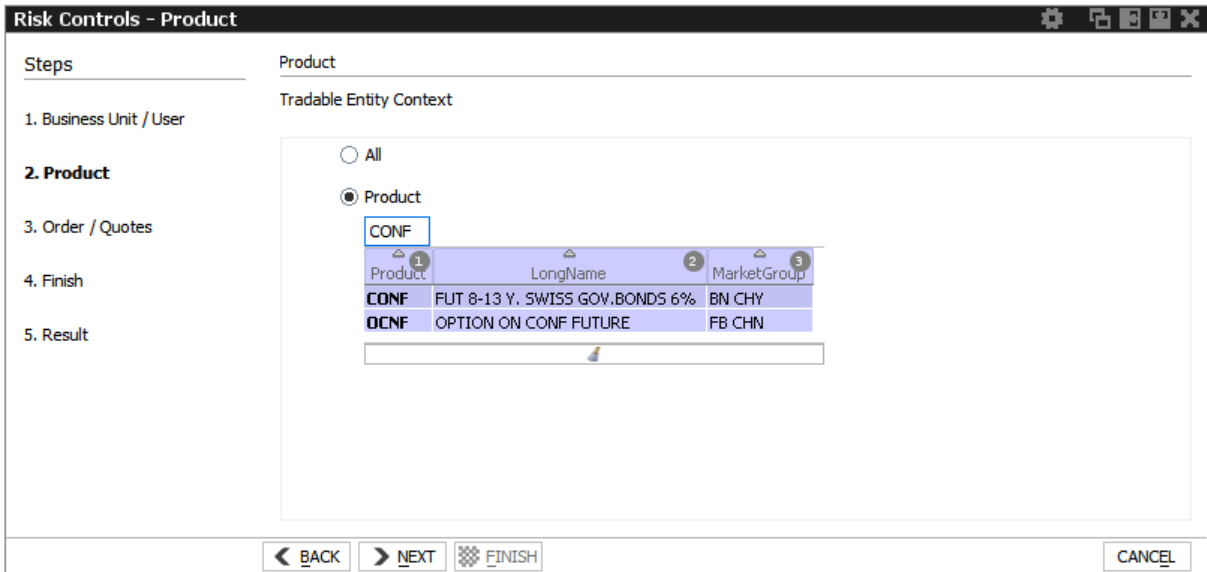 Risk Controls - Product
Steps
1. Business Unit / User
2. Product
3. Order / Quotes
4. Finish
5. Result
Product
Tradable Entity Context
All
Product
CONF
Product 1 LongName 2 MarketGroup 3
CONF FUT 8-13 Y. SWISS GOV.BONDS 6% BN CHY
OCNF OPTION ON CONF FUTURE FB CHN
BACK NEXT FINISH CANCEL